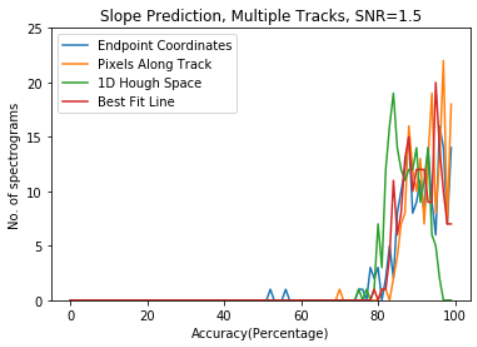 Slope Prediction, Multiple Tracks, SNR=1.5
25
20
15
10
5
0
No. of spectrograms
Endpoint Coordinates
Pixels Along Track
1D Hough Space
Best Fit Line
0 20 40 60 80 100
Accuracy(Percentage)